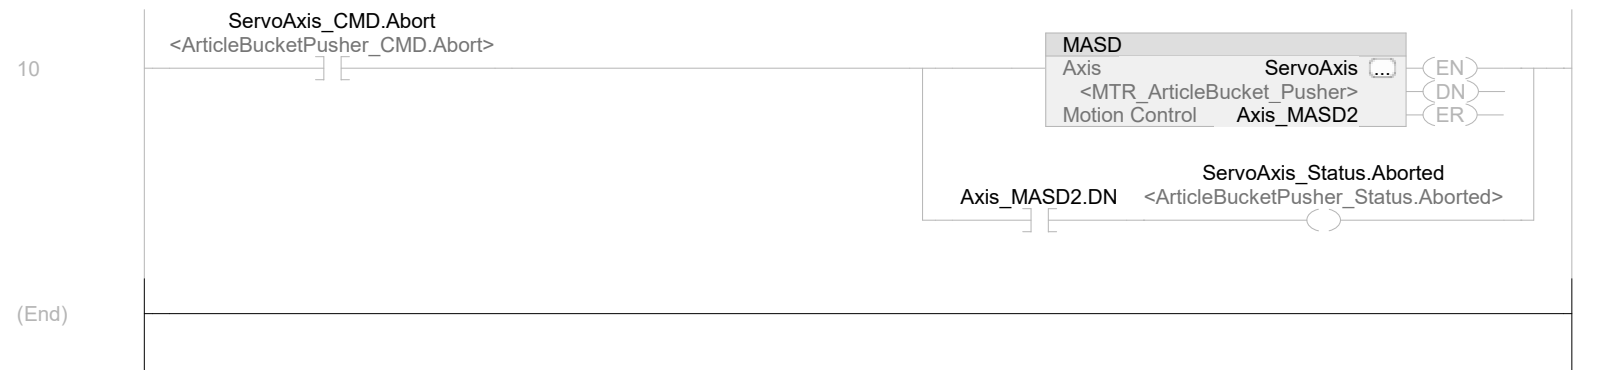 ServoAxis_CMD.Abort
<ArticleBucketPusher_CMD.Abort>
10
MASD
Axis ServoAxis ...
<MTR_ArticleBucket_Pusher>
Motion Control Axis_MASD2
EN
DN
ER
ServoAxis_Status.Aborted
Axis_MASD2.DN <ArticleBucketPusher_Status.Aborted>
(End)